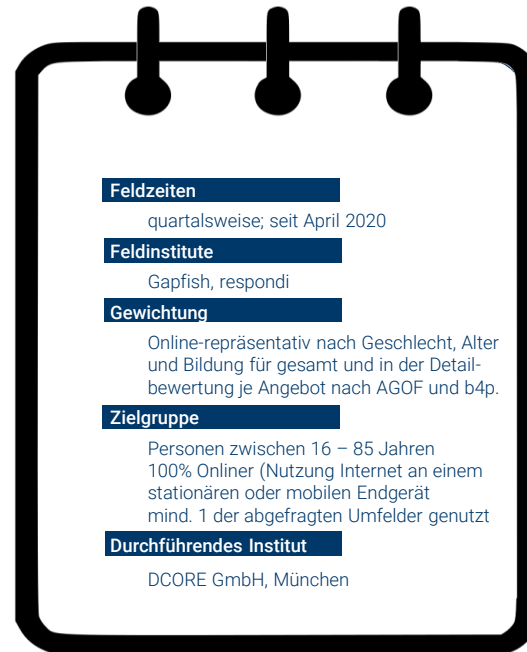 Feldzeiten
quartalsweise; seit April 2020
Feldinstitute
Gapfish, respondi
Gewichtung
Online-repräsentativ nach Geschlecht, Alter
und Bildung für gesamt und in der Detail-
bewertung je Angebot nach AGOF und b4p.
Zielgruppe
Personen zwischen 16 – 85 Jahren
100% Onliner (Nutzung Internet an einem
stationären oder mobilen Endgerät
mind. 1 der abgefragten Umfelder genutzt
Durchführendes Institut
DCORE GmbH, München